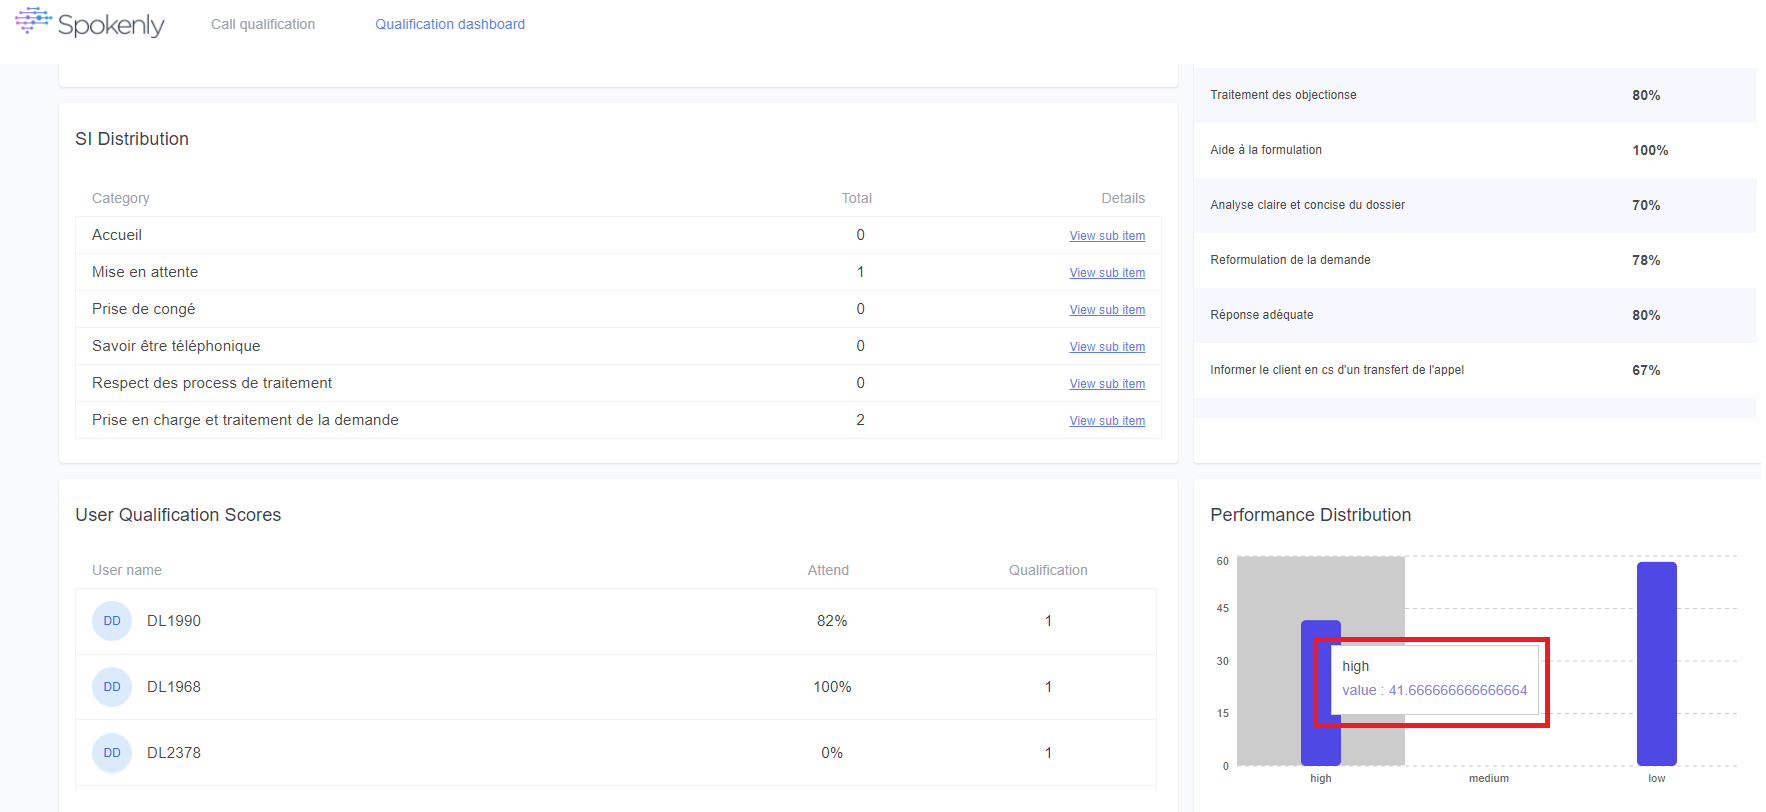 Spokenly
Call qualification
Qualification dashboard
SI Distribution
Category Total Details
Accueil 0 View sub item
Mise en attente 1 View sub item
Prise de congé 0 View sub item
Savoir être téléphonique 0 View sub item
Respect des process de traitement 0 View sub item
Prise en charge et traitement de la demande 2 View sub item
Traitement des objectionse 80%
Aide à la formulation 100%
Analyse claire et concise du dossier 70%
Reformulation de la demande 78%
Réponse adéquate 80%
Informer le client en cs d'un transfert de l'appel 67%
User Qualification Scores
User name Attend Qualification
DD DL1990 82% 1
DD DL1968 100% 1
DD DL2378 0% 1
Performance Distribution
60
45
30
15
0
high
value : 41.666666666666664
high medium low